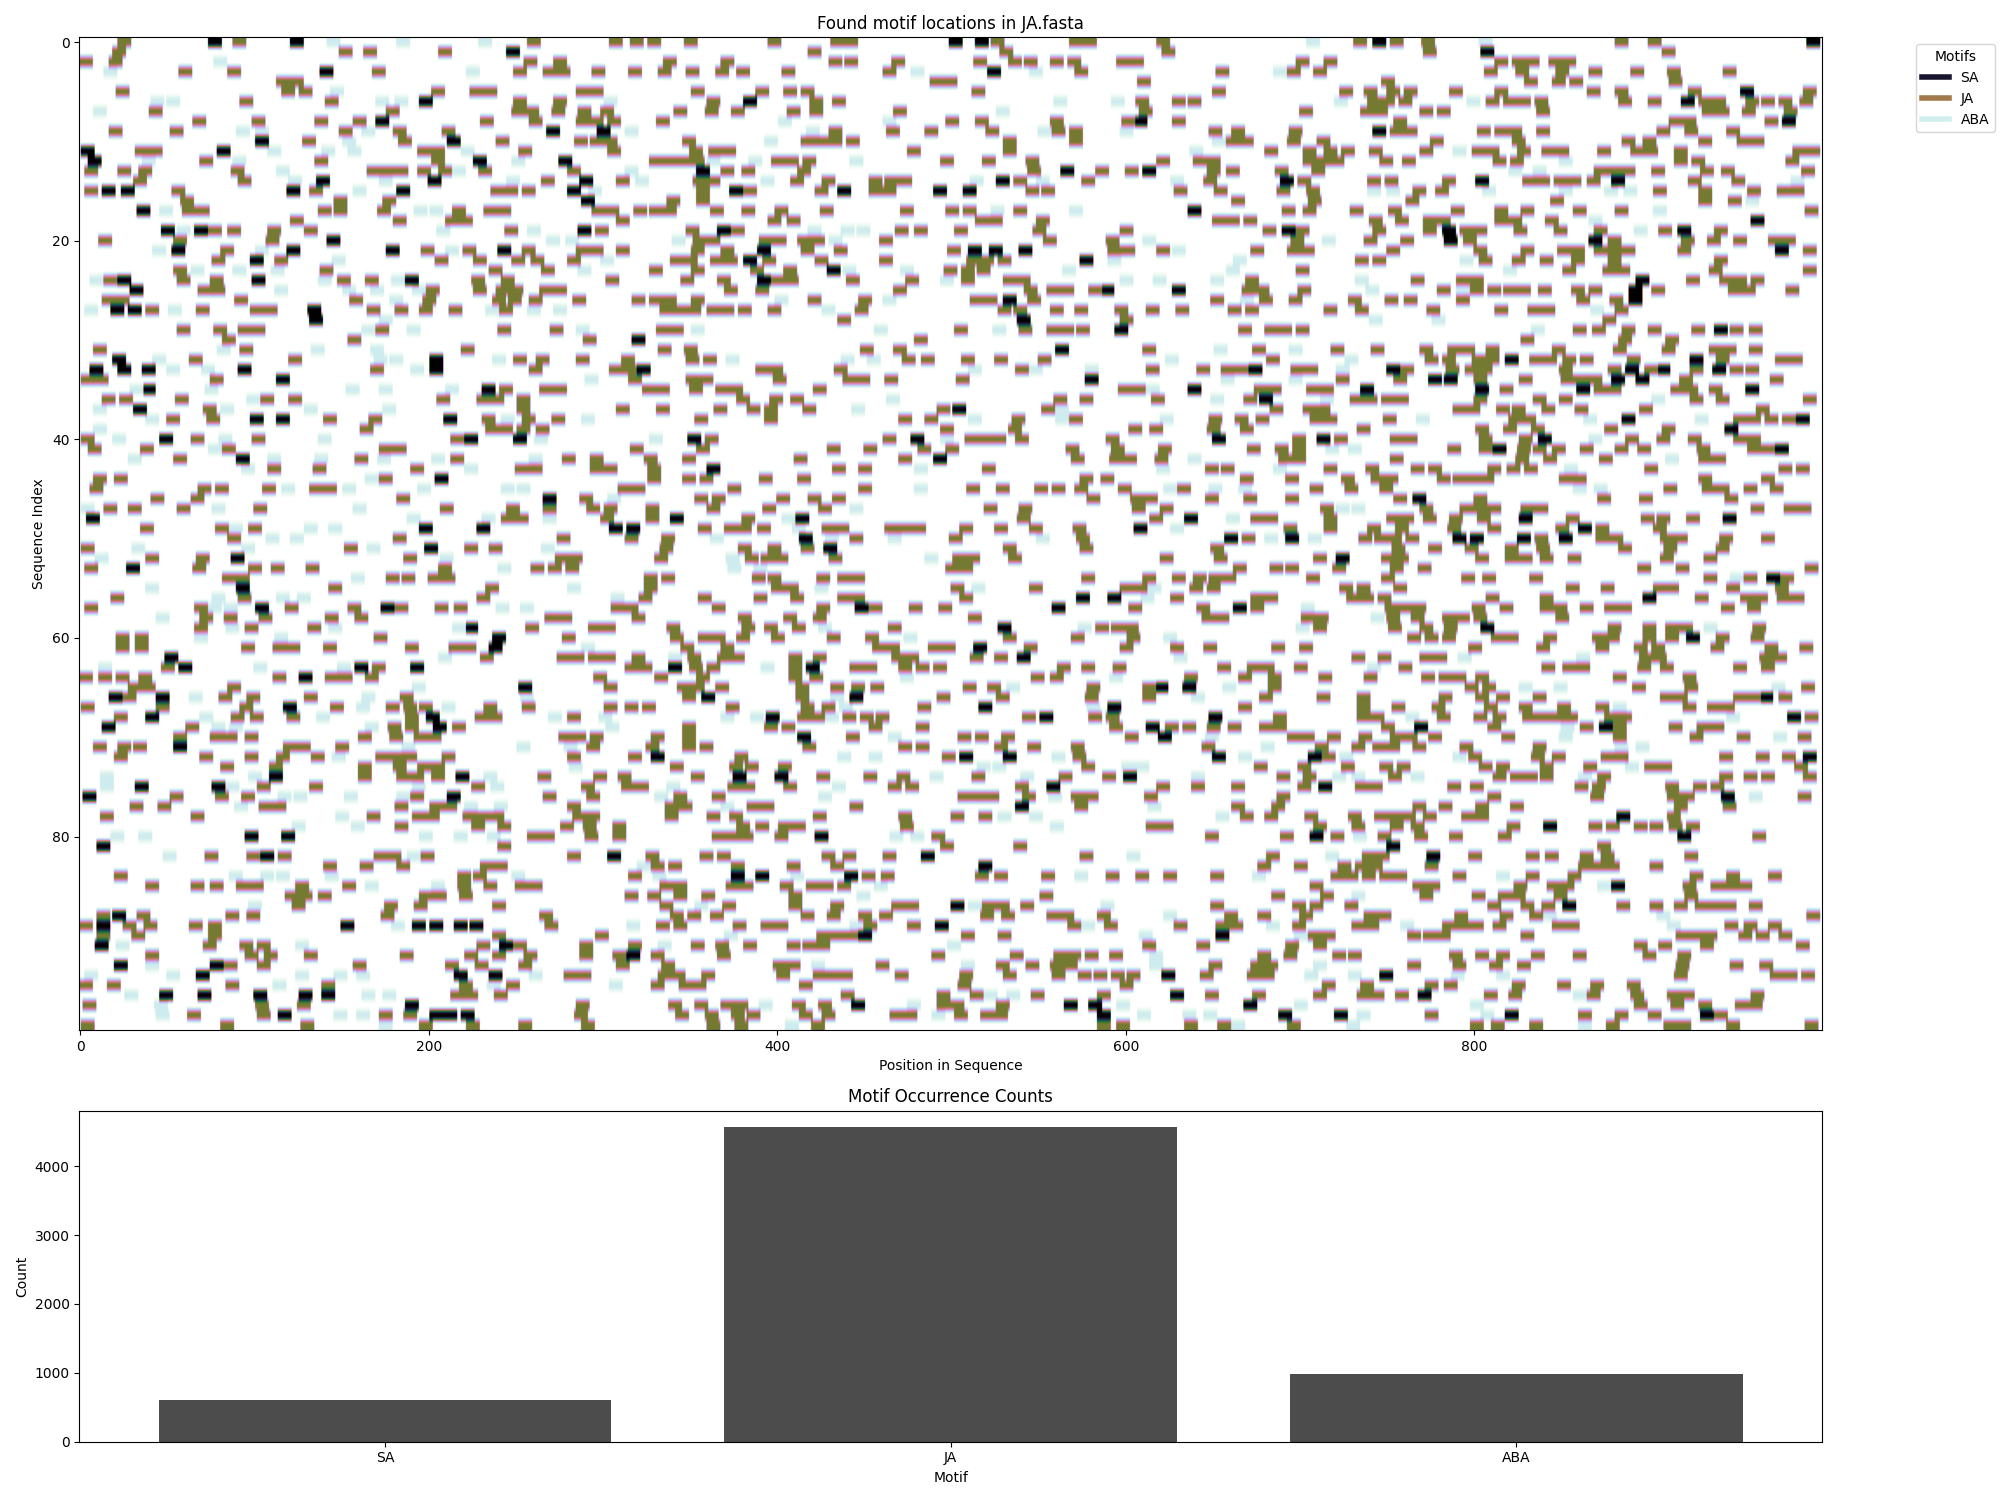 Found motif locations in JA.fasta
Motifs
SA
JA
ABA
0
20
40
60
80
Sequence Index
0 200 400 600 800
Position in Sequence
Motif Occurrence Counts
4000
3000
2000
1000
0
Count
SA JA ABA
Motif